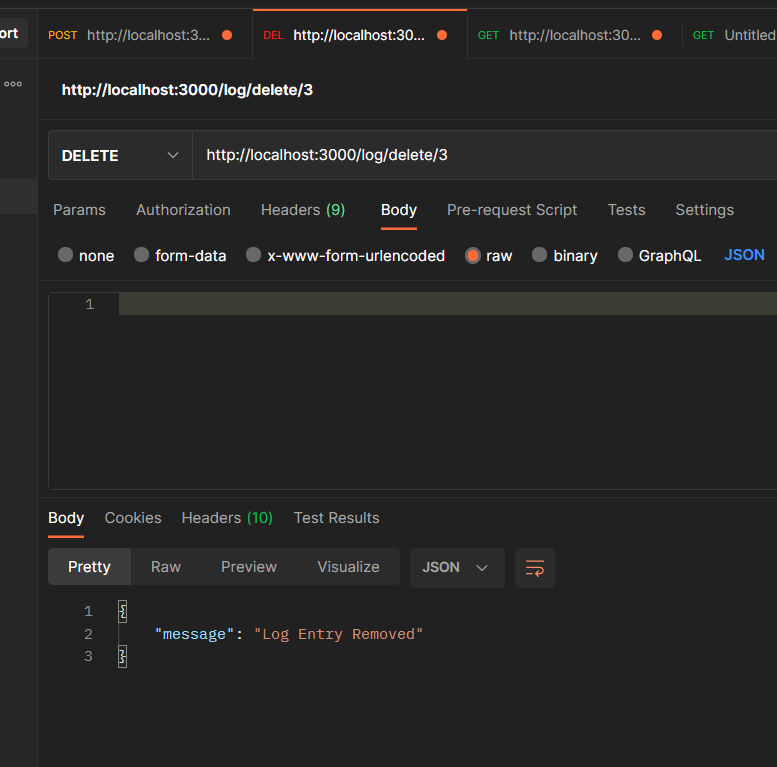 ort POST http://localhost:3... DEL http://localhost:30... GET http://localhost:30... GET Untitled
http://localhost:3000/log/delete/3
DELETE http://localhost:3000/log/delete/3
Params Authorization Headers (9) Body Pre-request Script Tests Settings
none form-data x-www-form-urlencoded raw binary GraphQL JSON
1
Body Cookies Headers (10) Test Results
Pretty Raw Preview Visualize JSON
1 {
2 "message": "Log Entry Removed"
3 }